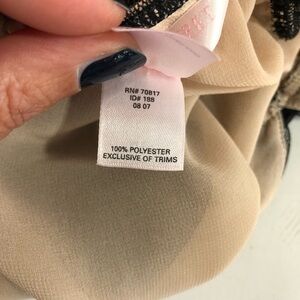 RN# 70817
ID# 188
08 07
100% POLYESTER
EXCLUSIVE OF TRIMS